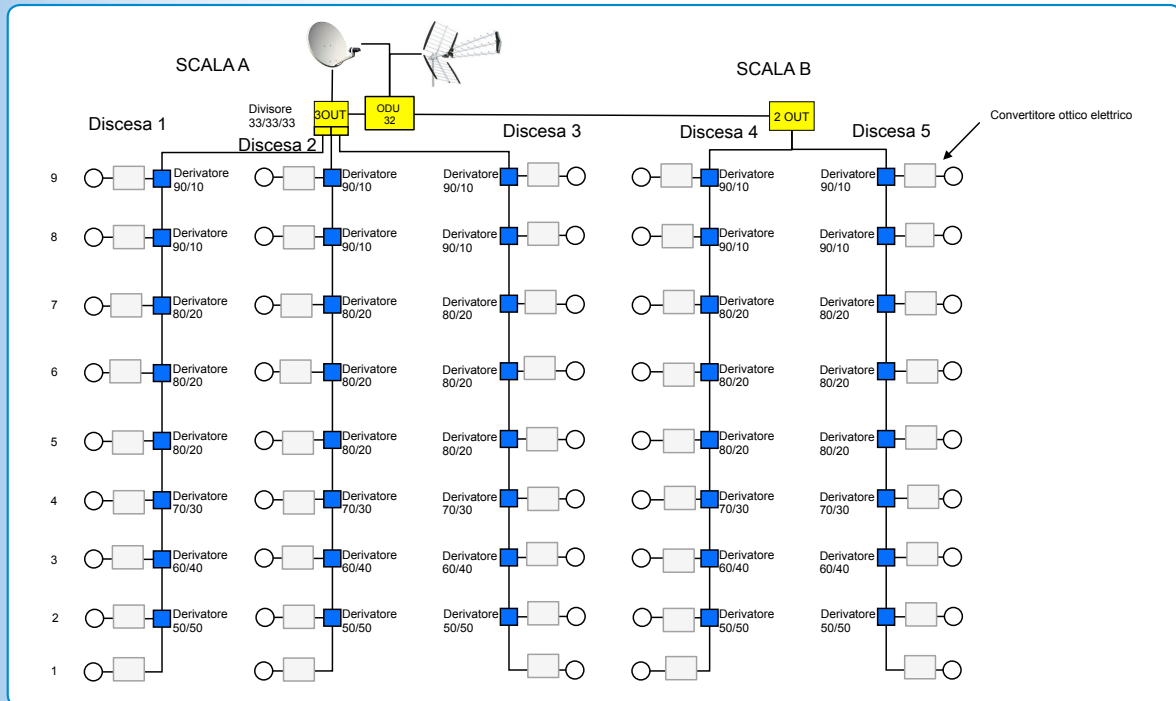 SCALA A
SCALA B
Divisore
33/33/33
3OUT
ODU
32
2 OUT
Convertitore ottico elettrico
Discesa 1
Discesa 2
Discesa 3
Discesa 4
Discesa 5
9
Derivatore
90/10
Derivatore
90/10
Derivatore
90/10
Derivatore
90/10
Derivatore
90/10
8
Derivatore
90/10
Derivatore
90/10
Derivatore
90/10
Derivatore
90/10
Derivatore
90/10
7
Derivatore
80/20
Derivatore
80/20
Derivatore
80/20
Derivatore
80/20
Derivatore
80/20
6
Derivatore
80/20
Derivatore
80/20
Derivatore
80/20
Derivatore
80/20
Derivatore
80/20
5
Derivatore
80/20
Derivatore
80/20
Derivatore
80/20
Derivatore
80/20
Derivatore
80/20
4
Derivatore
70/30
Derivatore
70/30
Derivatore
70/30
Derivatore
70/30
Derivatore
70/30
3
Derivatore
60/40
Derivatore
60/40
Derivatore
60/40
Derivatore
60/40
Derivatore
60/40
2
Derivatore
50/50
Derivatore
50/50
Derivatore
50/50
Derivatore
50/50
Derivatore
50/50
1